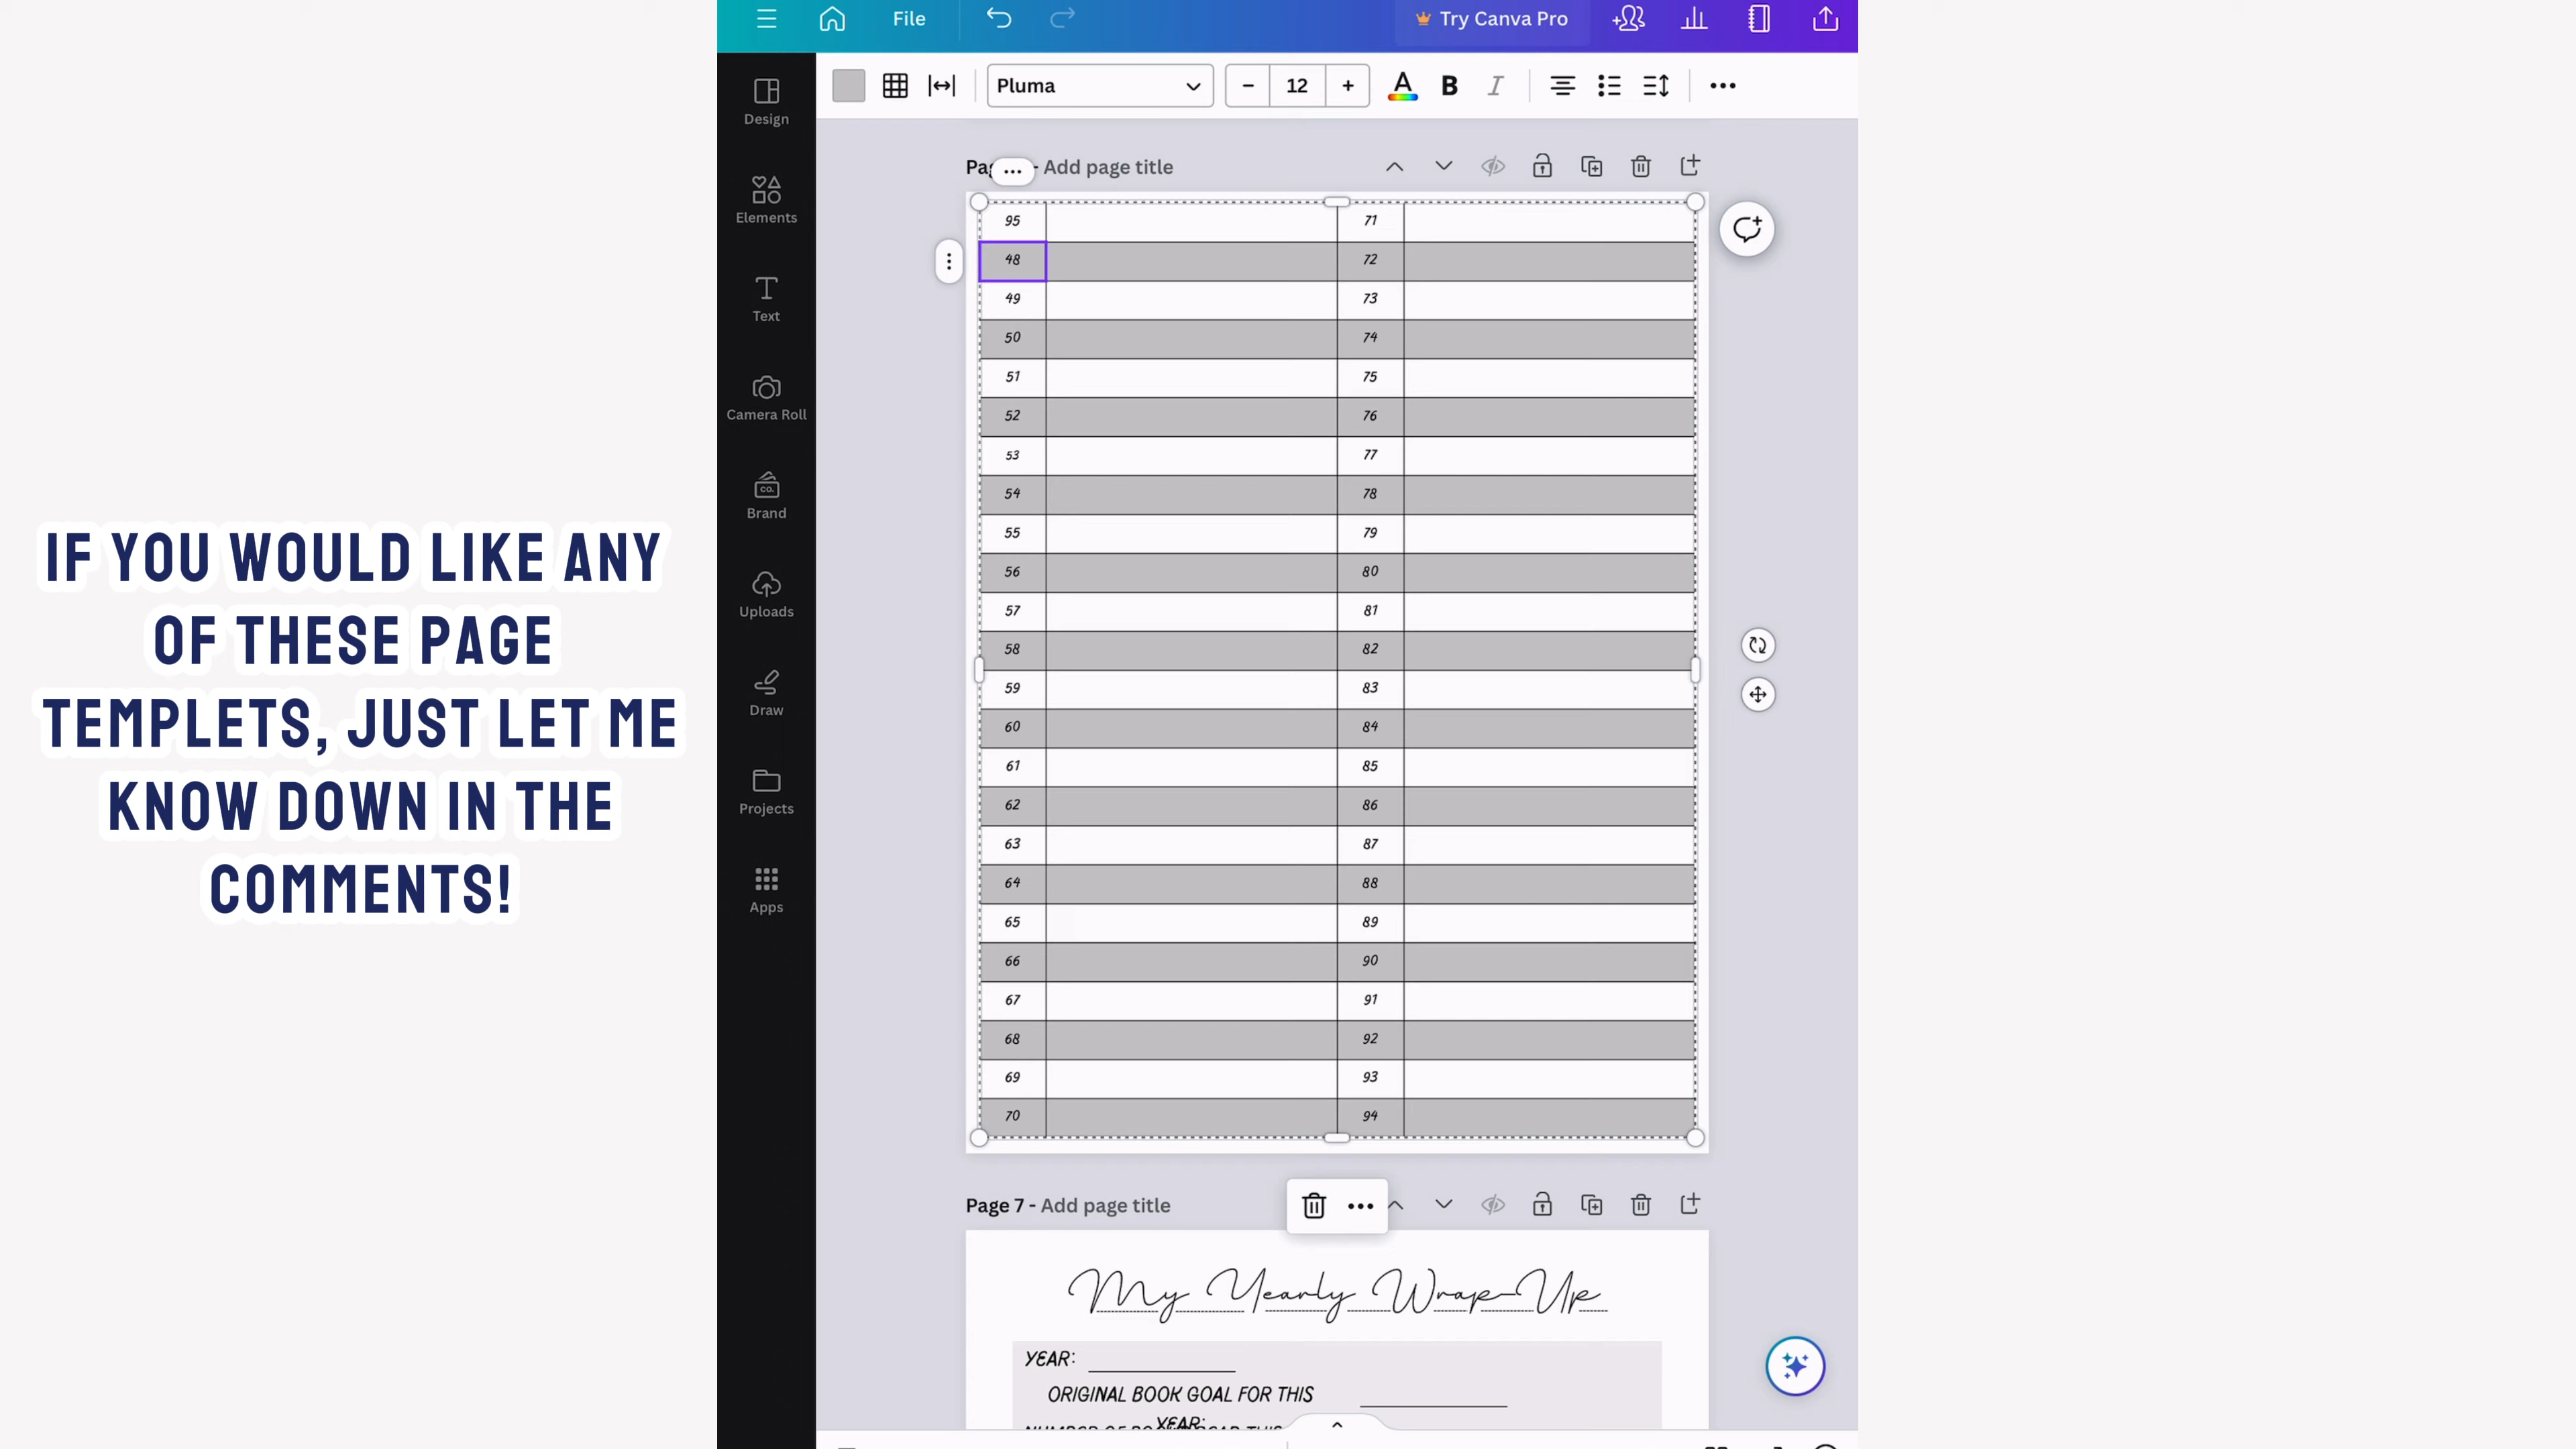 IF YOU WOULD LIKE ANY
OF THESE PAGE
TEMPLETS, JUST LET ME
KNOW DOWN IN THE
COMMENTS!
File
Try Canva Pro
Pluma
12
A
B
I
Design
Elements
Text
Camera Roll
CO.
Brand
Uploads
Draw
Projects
Apps
- Add page title
95 71
48 72
49 73
50 74
51 75
52 76
53 77
54 78
55 79
56 80
57 81
58 82
59 83
60 84
61 85
62 86
63 87
64 88
65 89
66 90
67 91
68 92
69 93
70 94
Page 7 - Add page title
My Yearly Wrap-Up
YEAR:
ORIGINAL BOOK GOAL FOR THIS
YEAR: